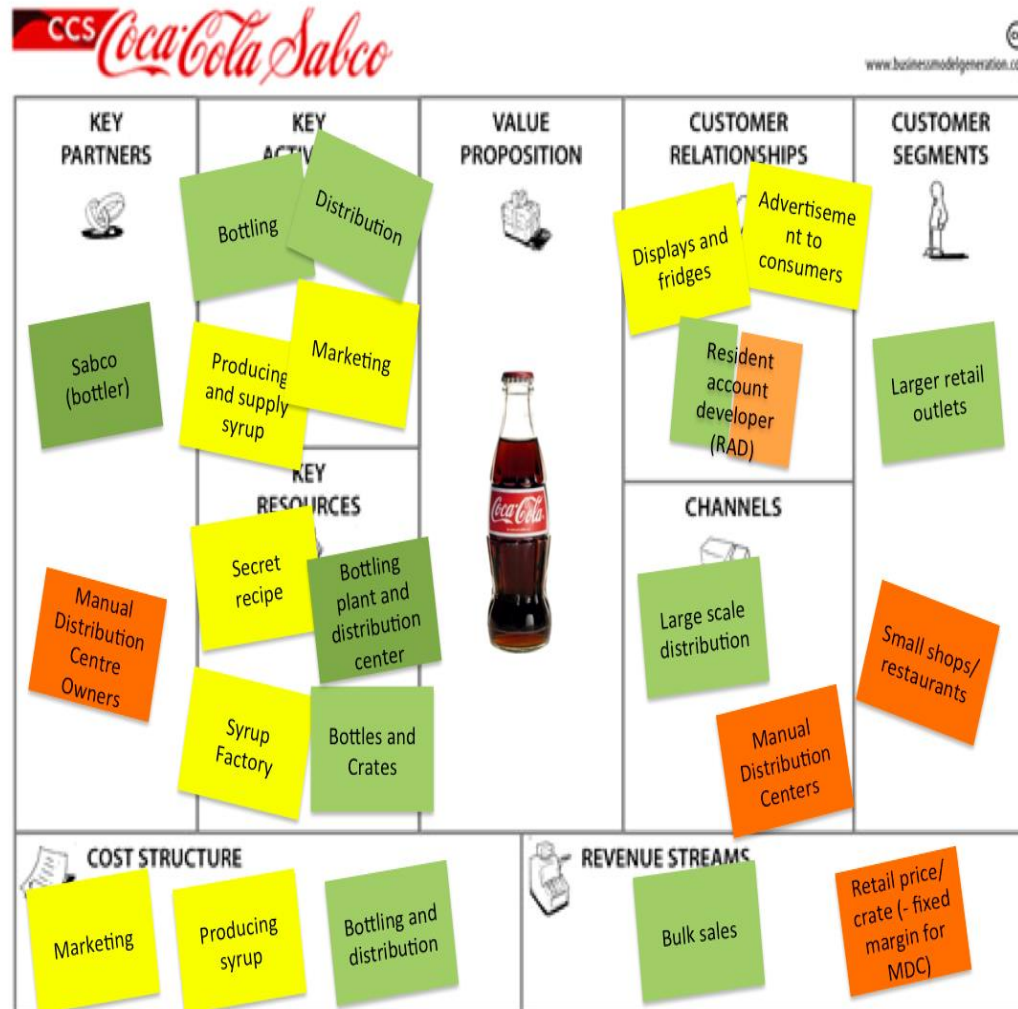 CCS Coca-Cola Sabco
www.businessmodelgeneration.co
KEY
PARTNERS
Sabco
(bottler)
Manual
Distribution
Centre
Owners
KEY
Bottling
Distribution
Producing
and supply
syrup
Marketing
KEY
RESOURCES
Secret
recipe
Bottling
plant and
distribution
center
Syrup
Factory
Bottles and
Crates
VALUE
PROPOSITION
Coca-Cola
CUSTOMER
RELATIONSHIPS
Displays and
fridges
Advertiseme
nt to
consumers
Resident
account
developer
(RAD)
CHANNELS
Large scale
distribution
Manual
Distribution
Centers
CUSTOMER
SEGMENTS
Larger retail
outlets
Small shops/
restaurants
COST STRUCTURE
Marketing
Producing
syrup
Bottling and
distribution
REVENUE STREAMS
Bulk sales
Retail price/
crate (- fixed
margin for
MDC)